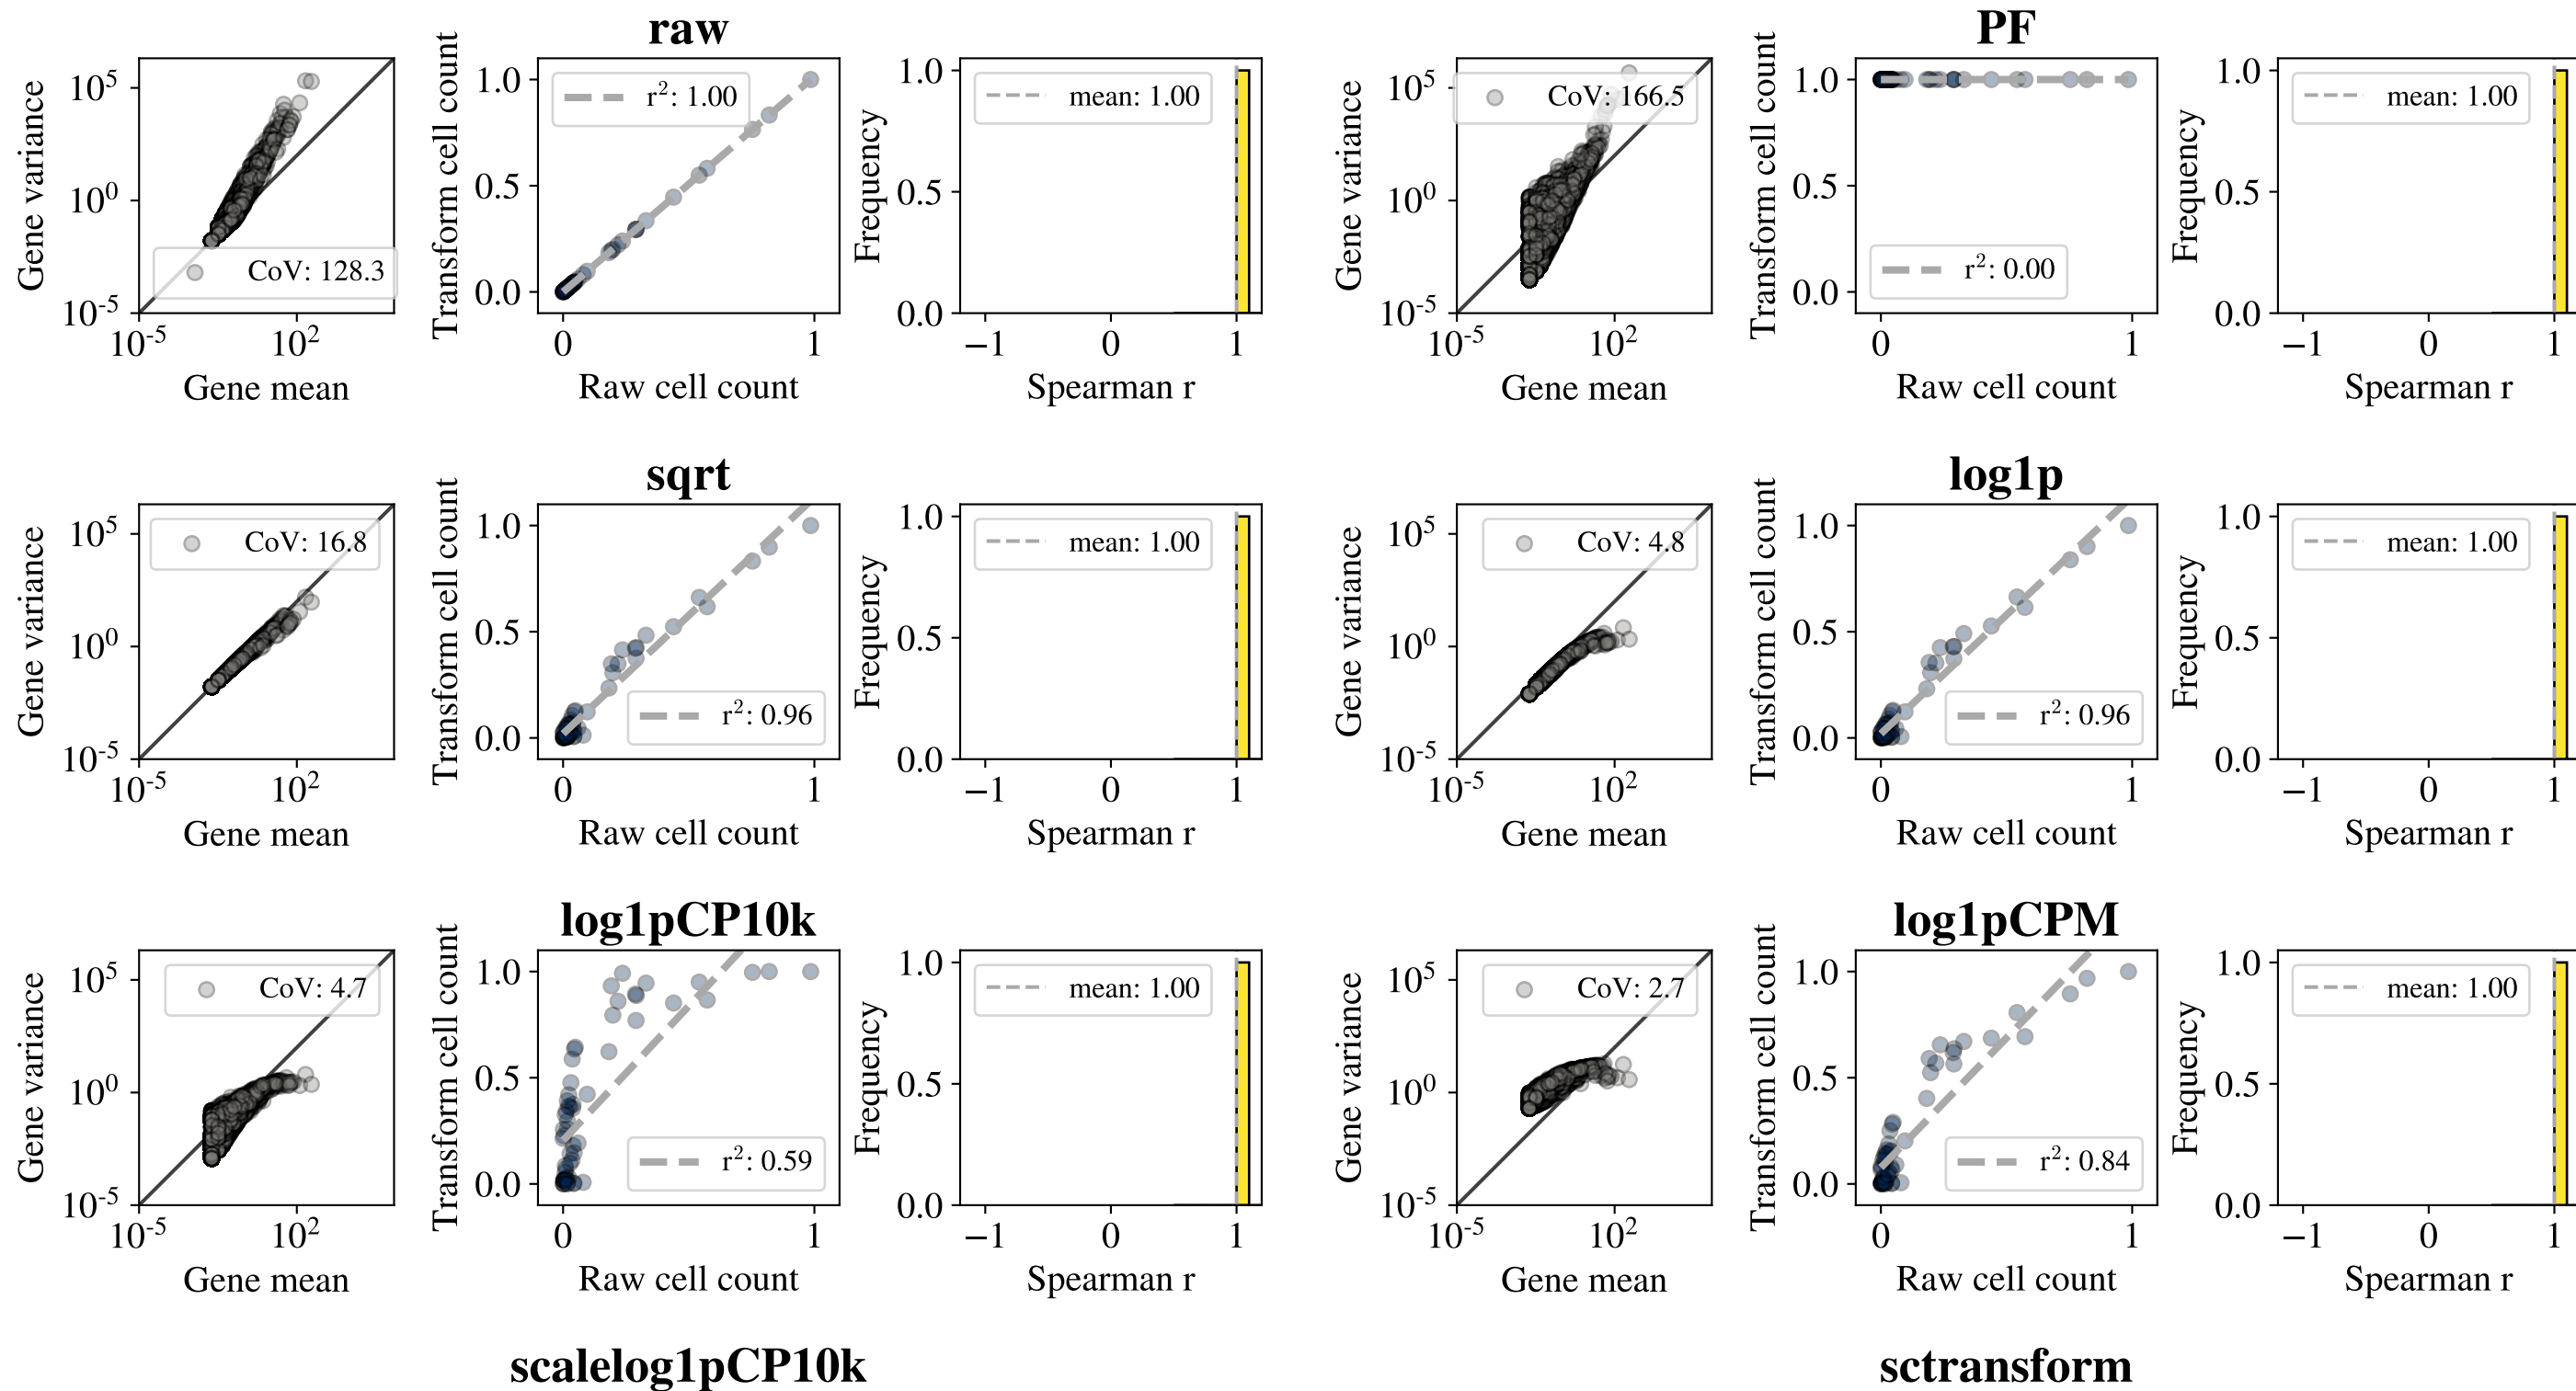 raw
Gene variance
10^5
10^0
10^-5
10^-5
10^2
Gene mean
CoV: 128.3
Transform cell count
1.0
0.5
0.0
0
1
Raw cell count
r^2: 1.00
Frequency
1.0
0.5
0.0
−1
0
1
Spearman r
mean: 1.00
PF
Gene variance
10^5
10^0
10^-5
10^-5
10^2
Gene mean
CoV: 166.5
Transform cell count
1.0
0.5
0.0
0
1
Raw cell count
r^2: 0.00
Frequency
1.0
0.5
0.0
−1
0
1
Spearman r
mean: 1.00
sqrt
Gene variance
10^5
10^0
10^-5
10^-5
10^2
Gene mean
CoV: 16.8
Transform cell count
1.0
0.5
0.0
0
1
Raw cell count
r^2: 0.96
Frequency
1.0
0.5
0.0
−1
0
1
Spearman r
mean: 1.00
log1p
Gene variance
10^5
10^0
10^-5
10^-5
10^2
Gene mean
CoV: 4.8
Transform cell count
1.0
0.5
0.0
0
1
Raw cell count
r^2: 0.96
Frequency
1.0
0.5
0.0
−1
0
1
Spearman r
mean: 1.00
log1pCP10k
Gene variance
10^5
10^0
10^-5
10^-5
10^2
Gene mean
CoV: 4.7
Transform cell count
1.0
0.5
0.0
0
1
Raw cell count
r^2: 0.59
Frequency
1.0
0.5
0.0
−1
0
1
Spearman r
mean: 1.00
log1pCPM
Gene variance
10^5
10^0
10^-5
10^-5
10^2
Gene mean
CoV: 2.7
Transform cell count
1.0
0.5
0.0
0
1
Raw cell count
r^2: 0.84
Frequency
1.0
0.5
0.0
−1
0
1
Spearman r
mean: 1.00
scalelog1pCP10k
sctransform